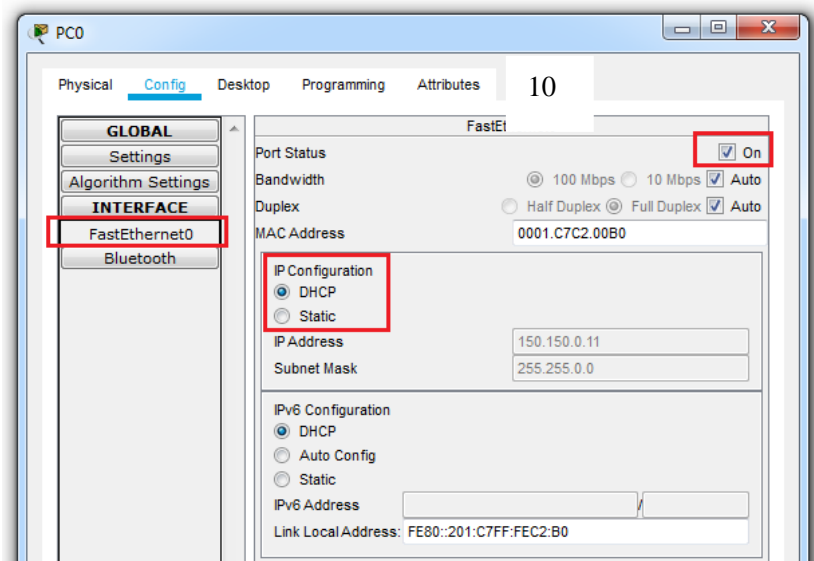 PC0
Physical Config Desktop Programming Attributes 10
GLOBAL
Settings
Algorithm Settings
INTERFACE
FastEthernet0
Bluetooth
FastEt
Port Status On
Bandwidth 100 Mbps 10 Mbps Auto
Duplex Half Duplex Full Duplex Auto
MAC Address 0001.C7C2.00B0
IP Configuration
DHCP
Static
IP Address 150.150.0.11
Subnet Mask 255.255.0.0
IPv6 Configuration
DHCP
Auto Config
Static
IPv6 Address /
Link Local Address: FE80::201:C7FF:FEC2:B0